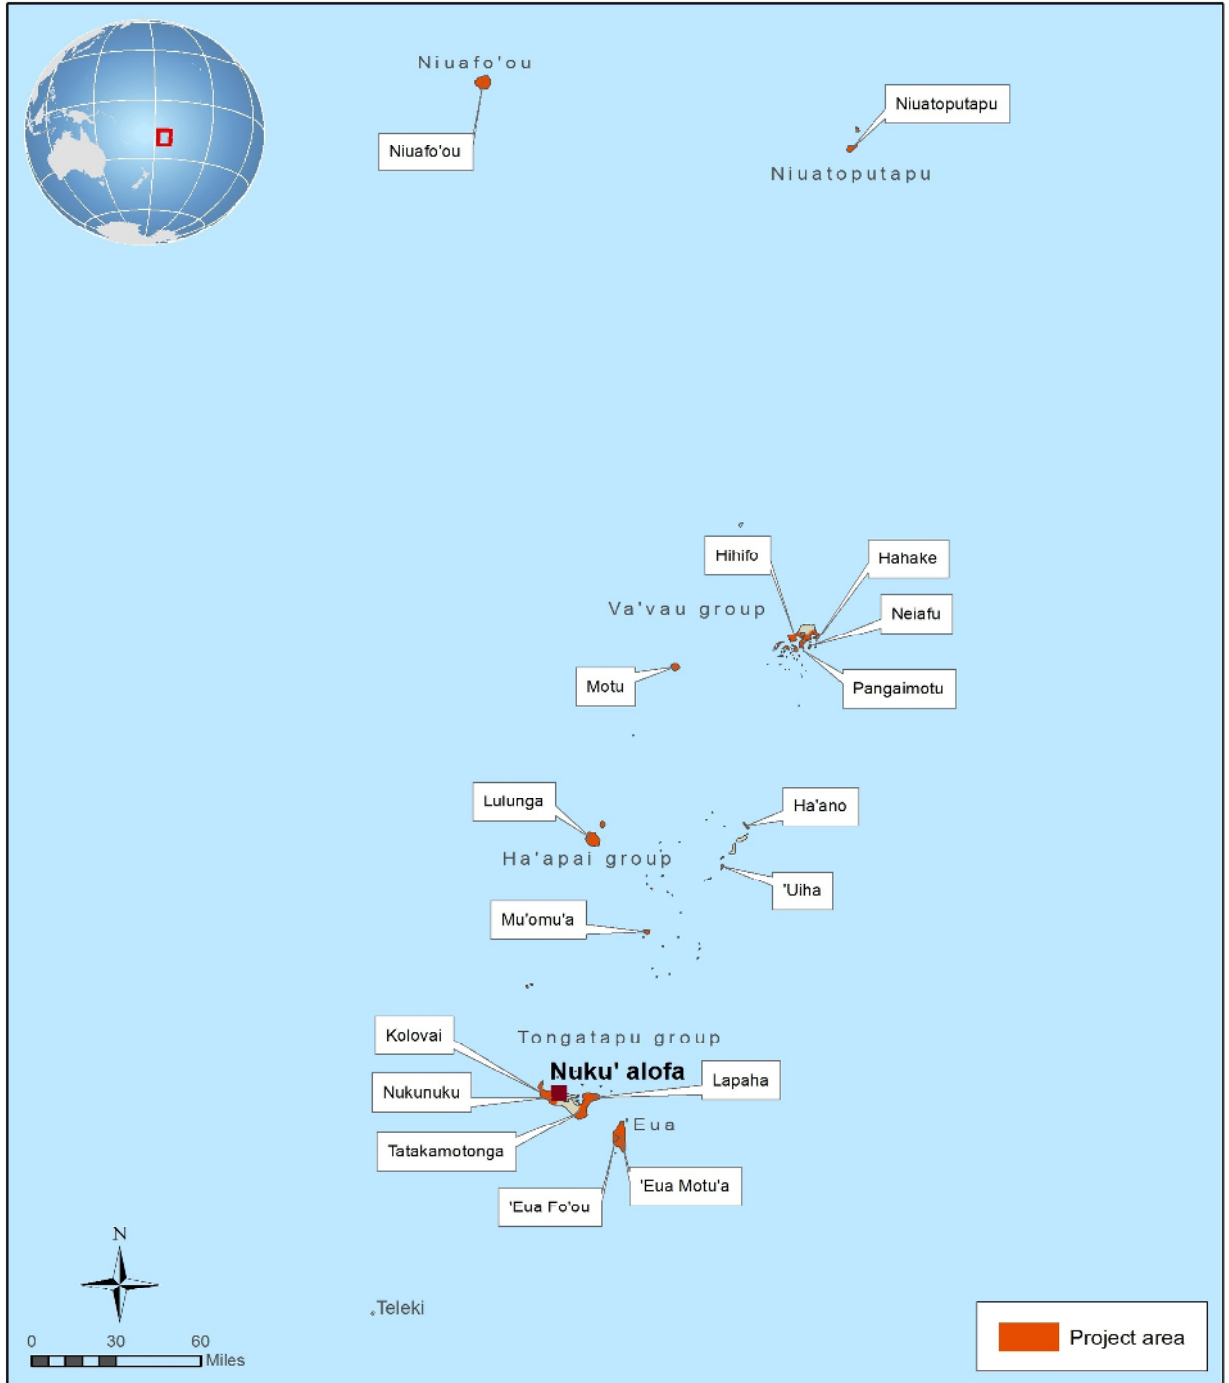 Niuafo'ou
Niuatoputapu
Niuafo'ou
Niuatoputapu
Hihifo
Hahake
Va'vau group
Neiafu
Motu
Pangaimotu
Lulunga
Ha'ano
Ha'apai group
'Uiha
Mu'omu'a
Kolovai
Tongatapu group
Nuku' alofa
Lapaha
Nukunuku
'Eua
Tatakamotonga
'Eua Motu'a
'Eua Fo'ou
N
Teleki
0 30 60
Miles
Project area